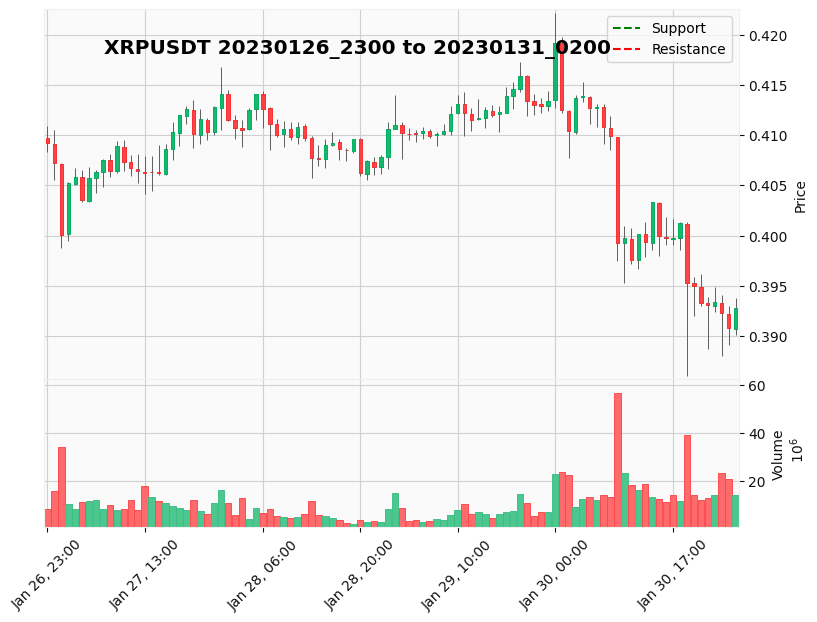 XRPUSDT 20230126_2300 to 20230131_0200
Support
Resistance
0.420
0.415
0.410
0.405
0.400
0.395
0.390
Price
60
40
20
Volume
10^6
Jan 26, 23:00
Jan 27, 13:00
Jan 28, 06:00
Jan 28, 20:00
Jan 29, 10:00
Jan 30, 00:00
Jan 30, 17:00